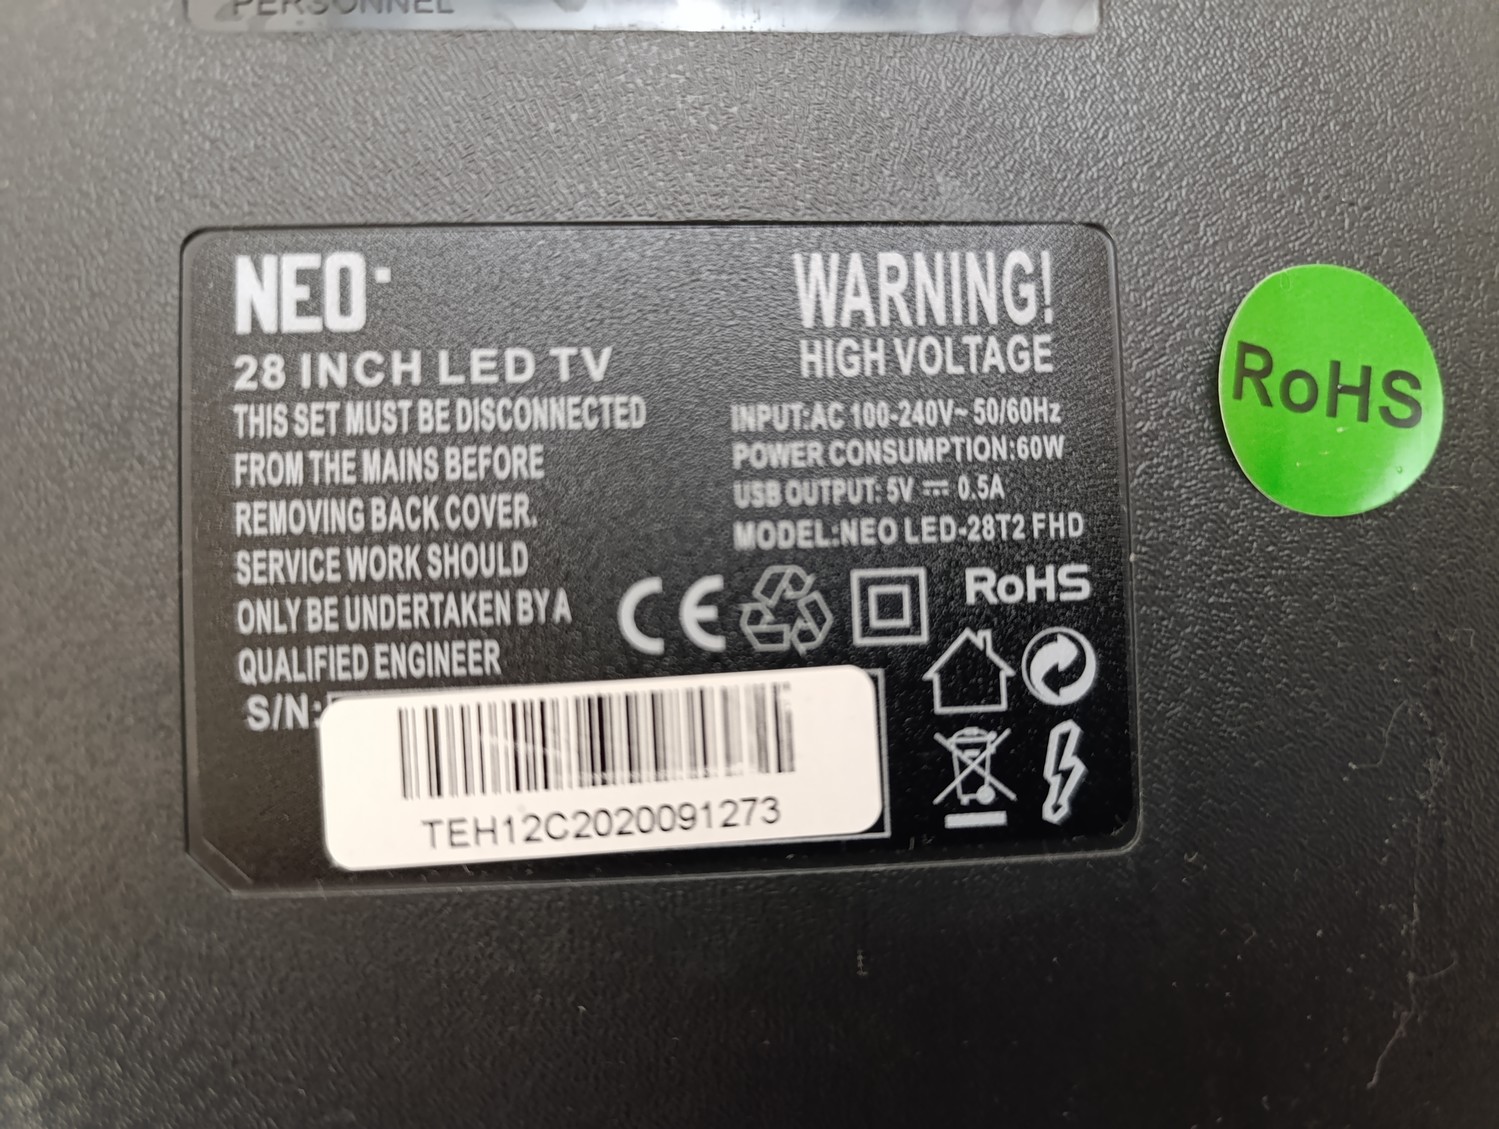 PERSONNEL
NEO
28 INCH LED TV
THIS SET MUST BE DISCONNECTED
FROM THE MAINS BEFORE
REMOVING BACK COVER.
SERVICE WORK SHOULD
ONLY BE UNDERTAKEN BY A
QUALIFIED ENGINEER
S/N:
TEH12C2020091273
WARNING!
HIGH VOLTAGE
INPUT:AC 100-240V~ 50/60Hz
POWER CONSUMPTION:60W
USB OUTPUT: 5V ⎓ 0.5A
MODEL:NEO LED-28T2 FHD
CE
RoHS
RoHS